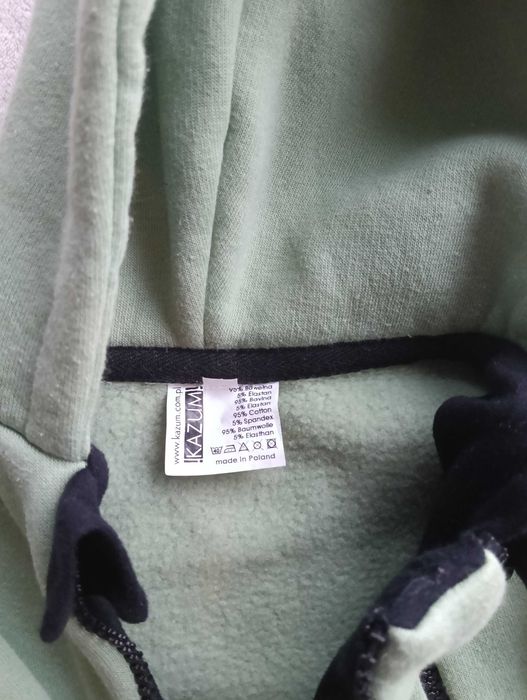 www.kazum.com.pl
!KAZUM!
95% Bawełna
5% Elastan
95% Bavlna
5% Elastan
95% Cotton
5% Spandex
95% Baumwolle
5% Elasthan
made in Poland